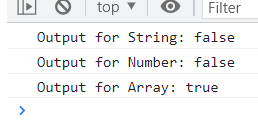 top
Filter
Output for String: false
Output for Number: false
Output for Array: true